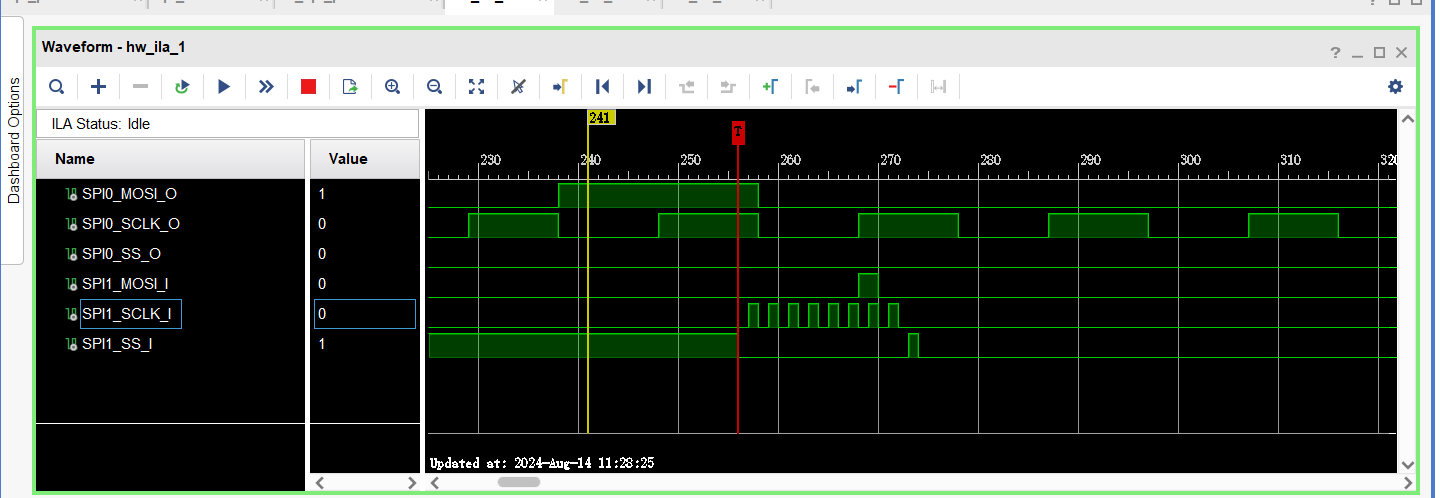 Waveform - hw_ila_1
Dashboard Options
ILA Status: Idle
Name Value
241
T
230 240 250 260 270 280 290 300 310 320
SPI0_MOSI_O 1
SPI0_SCLK_O 0
SPI0_SS_O 0
SPI1_MOSI_I 0
SPI1_SCLK_I 0
SPI1_SS_I 1
Updated at: 2024-Aug-14 11:28:25